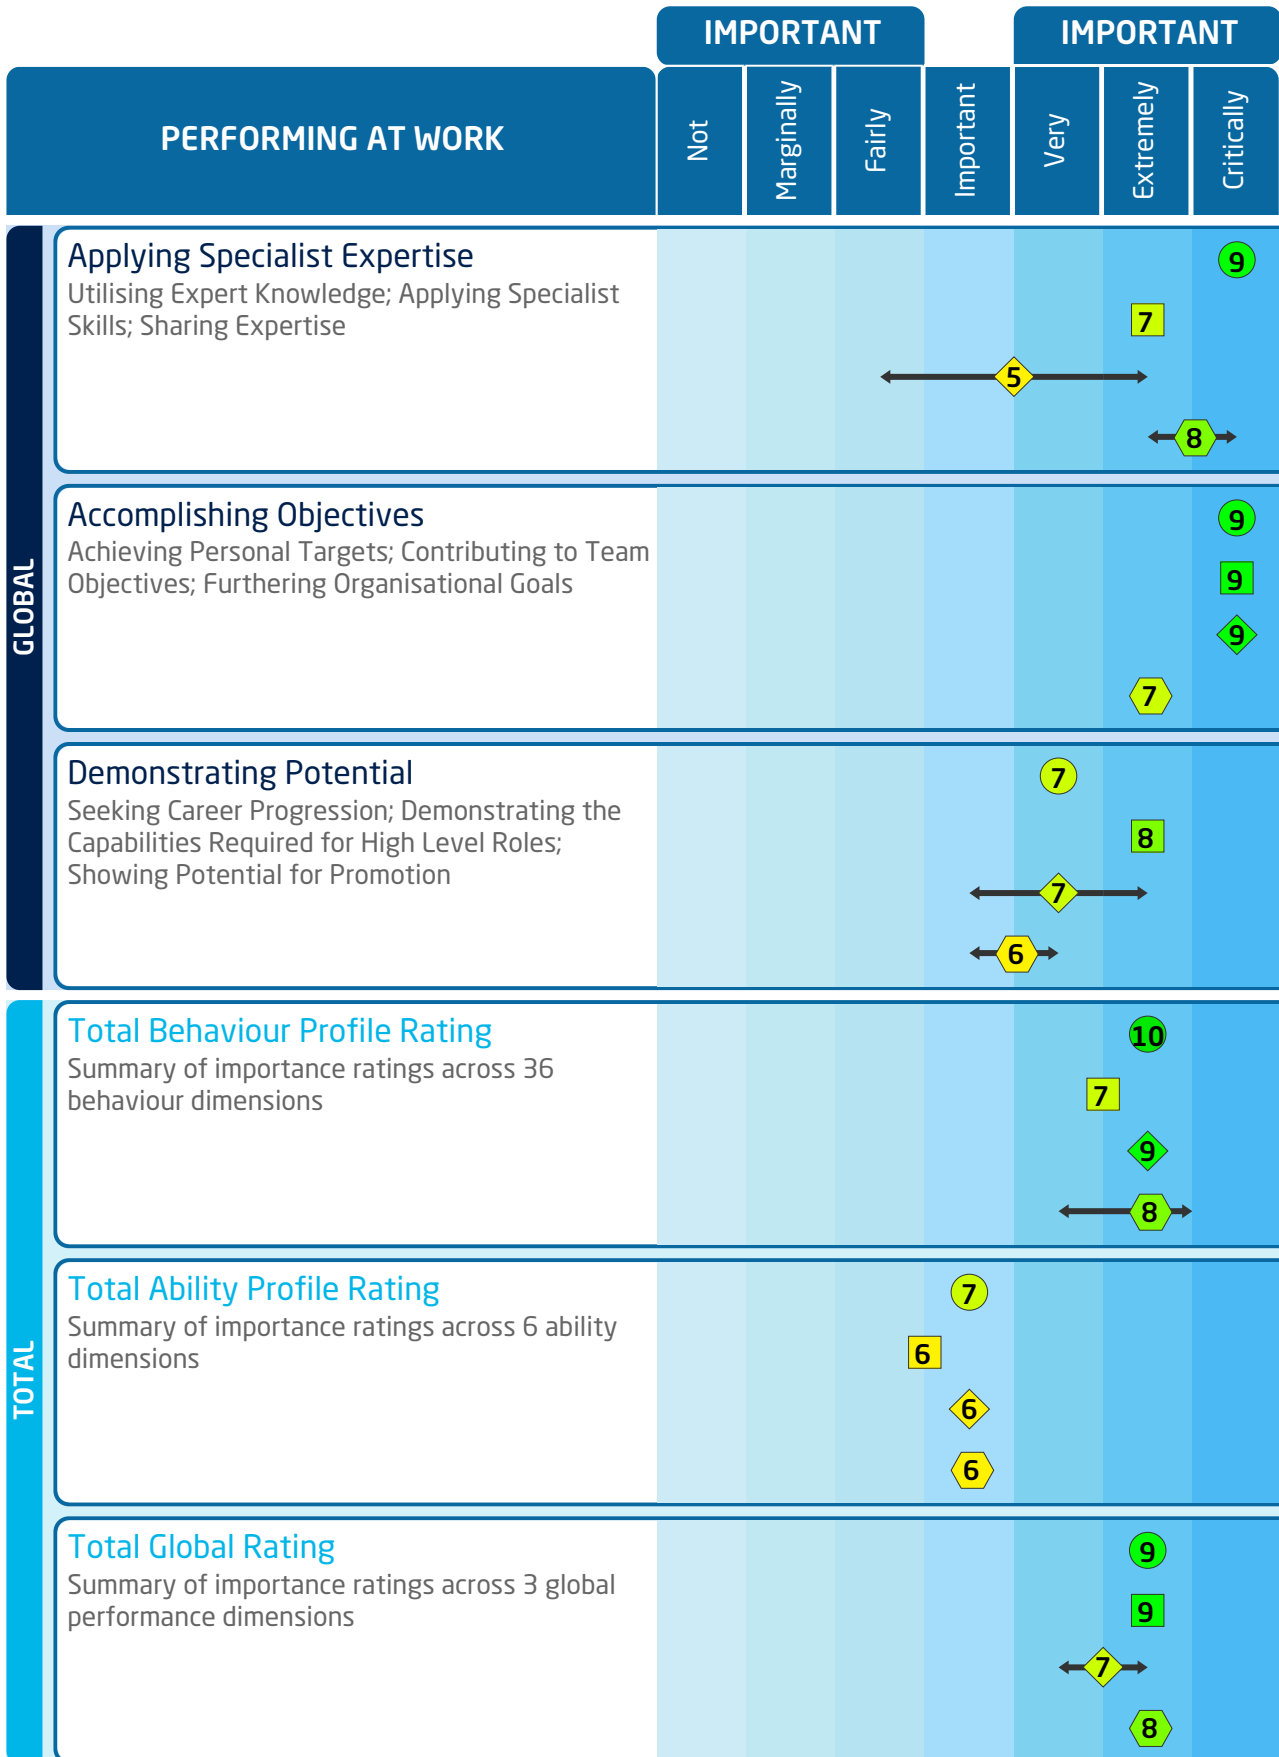 IMPORTANT
IMPORTANT
PERFORMING AT WORK
Not
Marginally
Fairly
Important
Very
Extremely
Critically
GLOBAL
Applying Specialist Expertise
Utilising Expert Knowledge; Applying Specialist
Skills; Sharing Expertise
9
7
5
8
Accomplishing Objectives
Achieving Personal Targets; Contributing to Team
Objectives; Furthering Organisational Goals
9
9
9
7
Demonstrating Potential
Seeking Career Progression; Demonstrating the
Capabilities Required for High Level Roles;
Showing Potential for Promotion
7
8
7
6
TOTAL
Total Behaviour Profile Rating
Summary of importance ratings across 36
behaviour dimensions
10
7
9
8
Total Ability Profile Rating
Summary of importance ratings across 6 ability
dimensions
7
6
6
6
Total Global Rating
Summary of importance ratings across 3 global
performance dimensions
9
9
7
8